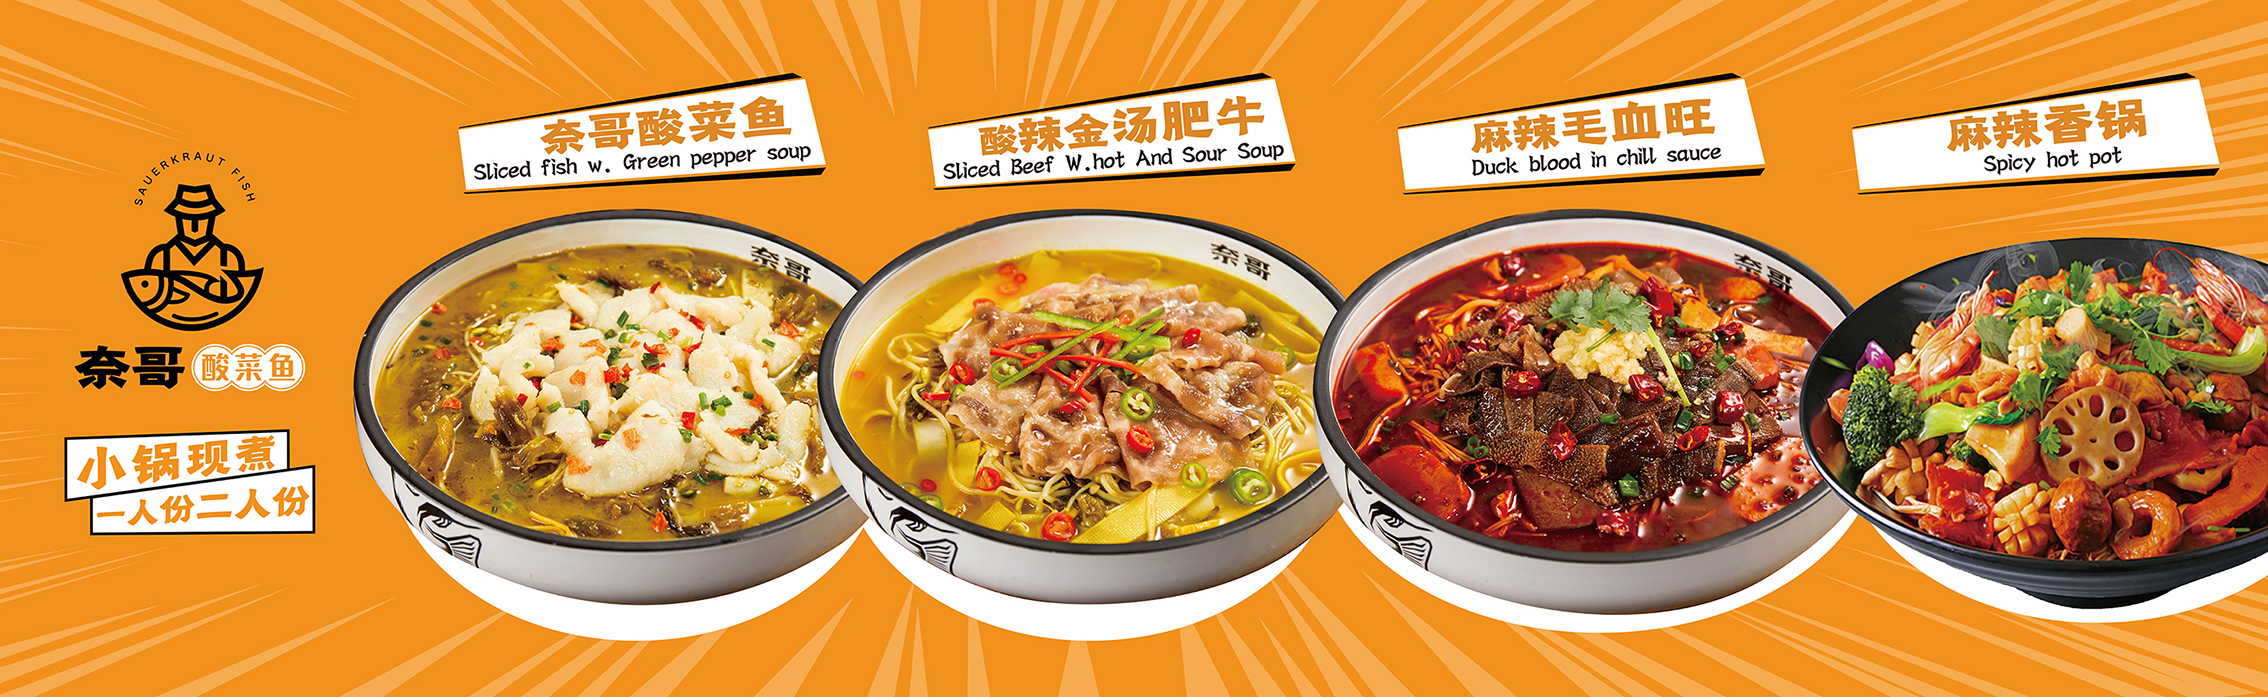 SAUERKRAUT FISH
奈哥 酸菜鱼
小锅现煮
一人份二人份
奈哥酸菜鱼
Sliced fish w. Green pepper soup
奈哥
酸辣金汤肥牛
Sliced Beef W.hot And Sour Soup
奈哥
麻辣毛血旺
Duck blood in chill sauce
奈哥
麻辣香锅
Spicy hot pot